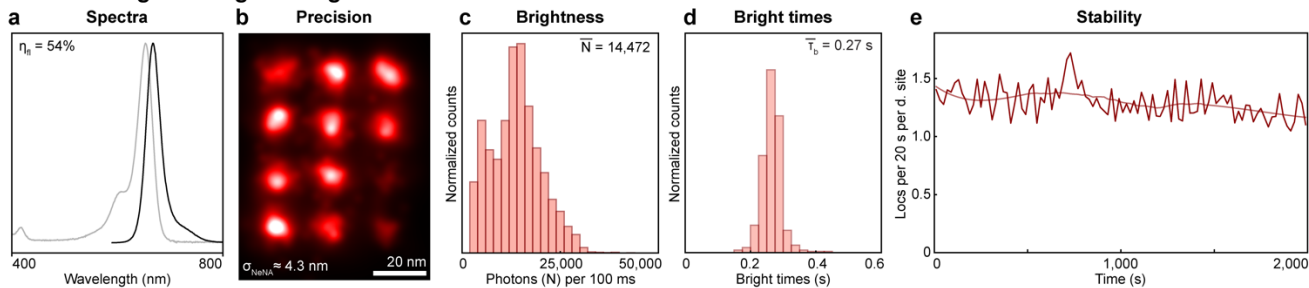 a Spectra
η_fl = 54%
400 800
Wavelength (nm)
b Precision
σ_NeNA ≈ 4.3 nm
20 nm
c Brightness
N̅ = 14,472
Normalized counts
0 25,000 50,000
Photons (N) per 100 ms
d Bright times
τ̅_b = 0.27 s
Normalized counts
0 0.2 0.4 0.6
Bright times (s)
e Stability
Locs per 20 s per d. site
1.5
1.0
0.5
0
0 1,000 2,000
Time (s)